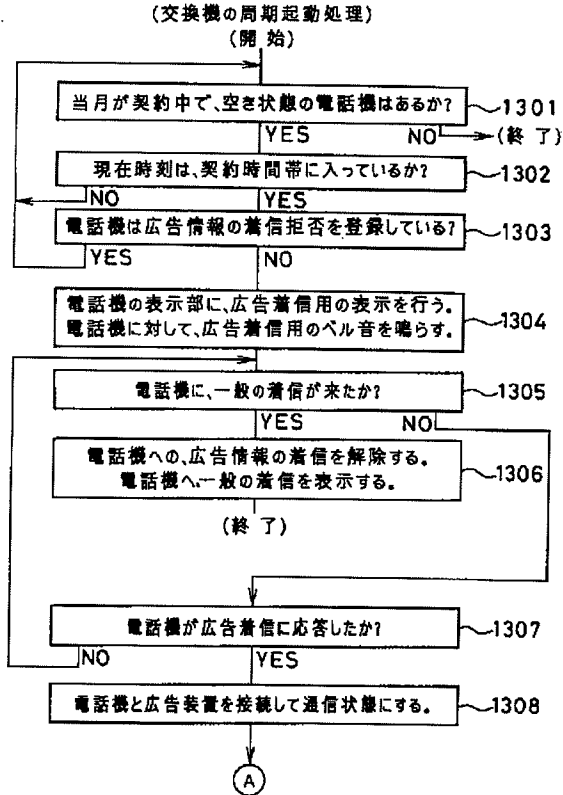 (交換機の周期起動処理)
(開始)
当月が契約中で、空き状態の電話機はあるか? 1301
YES NO (終了)
現在時刻は、契約時間帯に入っているか? 1302
NO YES
電話機は広告情報の着信拒否を登録している? 1303
YES NO
電話機の表示部に、広告着信用の表示を行う。
電話機に対して、広告着信用のベル音を鳴らす。 1304
電話機に、一般の着信が来たか? 1305
YES NO
電話機への、広告情報の着信を解除する。
電話機へ、一般の着信を表示する。 1306
(終了)
電話機が広告着信に応答したか? 1307
NO YES
電話機と広告装置を接続して通信状態にする。 1308
A